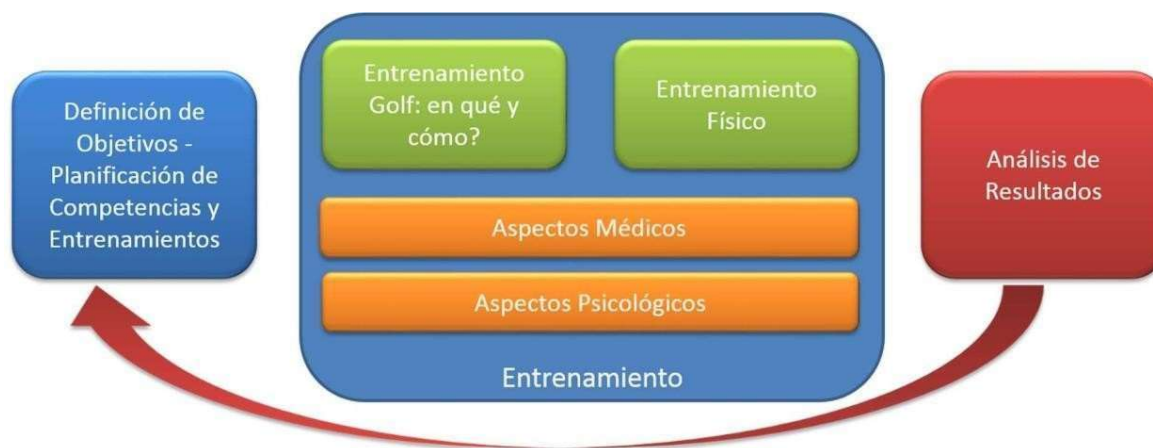 Definición de
Objetivos -
Planificación de
Competencias y
Entrenamientos
Entrenamiento
Golf: en qué y
cómo?
Entrenamiento
Físico
Aspectos Médicos
Aspectos Psicológicos
Entrenamiento
Análisis de
Resultados